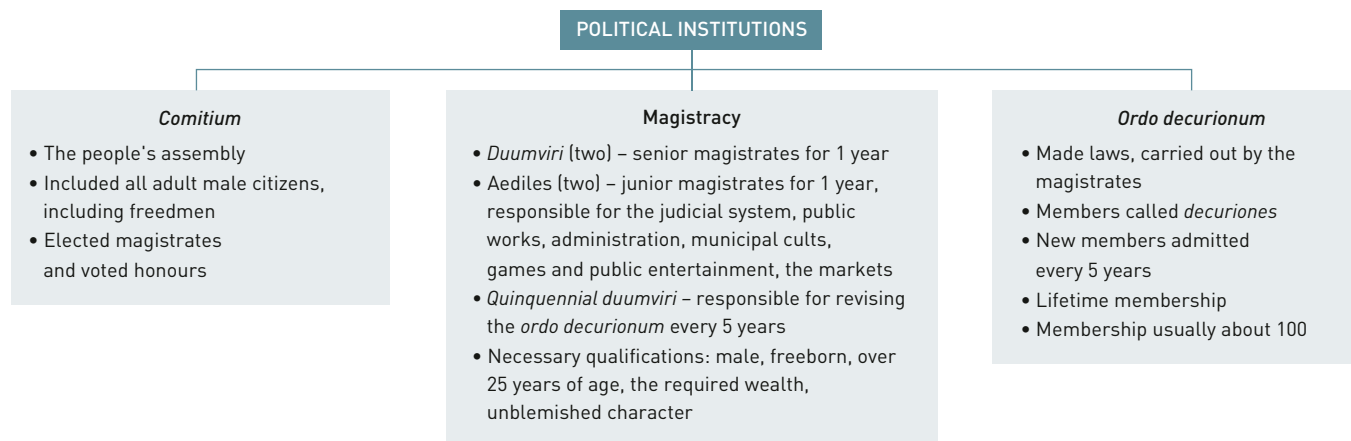 POLITICAL INSTITUTIONS
Comitium
• The people's assembly
• Included all adult male citizens,
including freedmen
• Elected magistrates
and voted honours
Magistracy
• Duumviri (two) – senior magistrates for 1 year
• Aediles (two) – junior magistrates for 1 year,
responsible for the judicial system, public
works, administration, municipal cults,
games and public entertainment, the markets
• Quinquennial duumviri – responsible for revising
the ordo decurionum every 5 years
• Necessary qualifications: male, freeborn, over
25 years of age, the required wealth,
unblemished character
Ordo decurionum
• Made laws, carried out by the
magistrates
• Members called decuriones
• New members admitted
every 5 years
• Lifetime membership
• Membership usually about 100